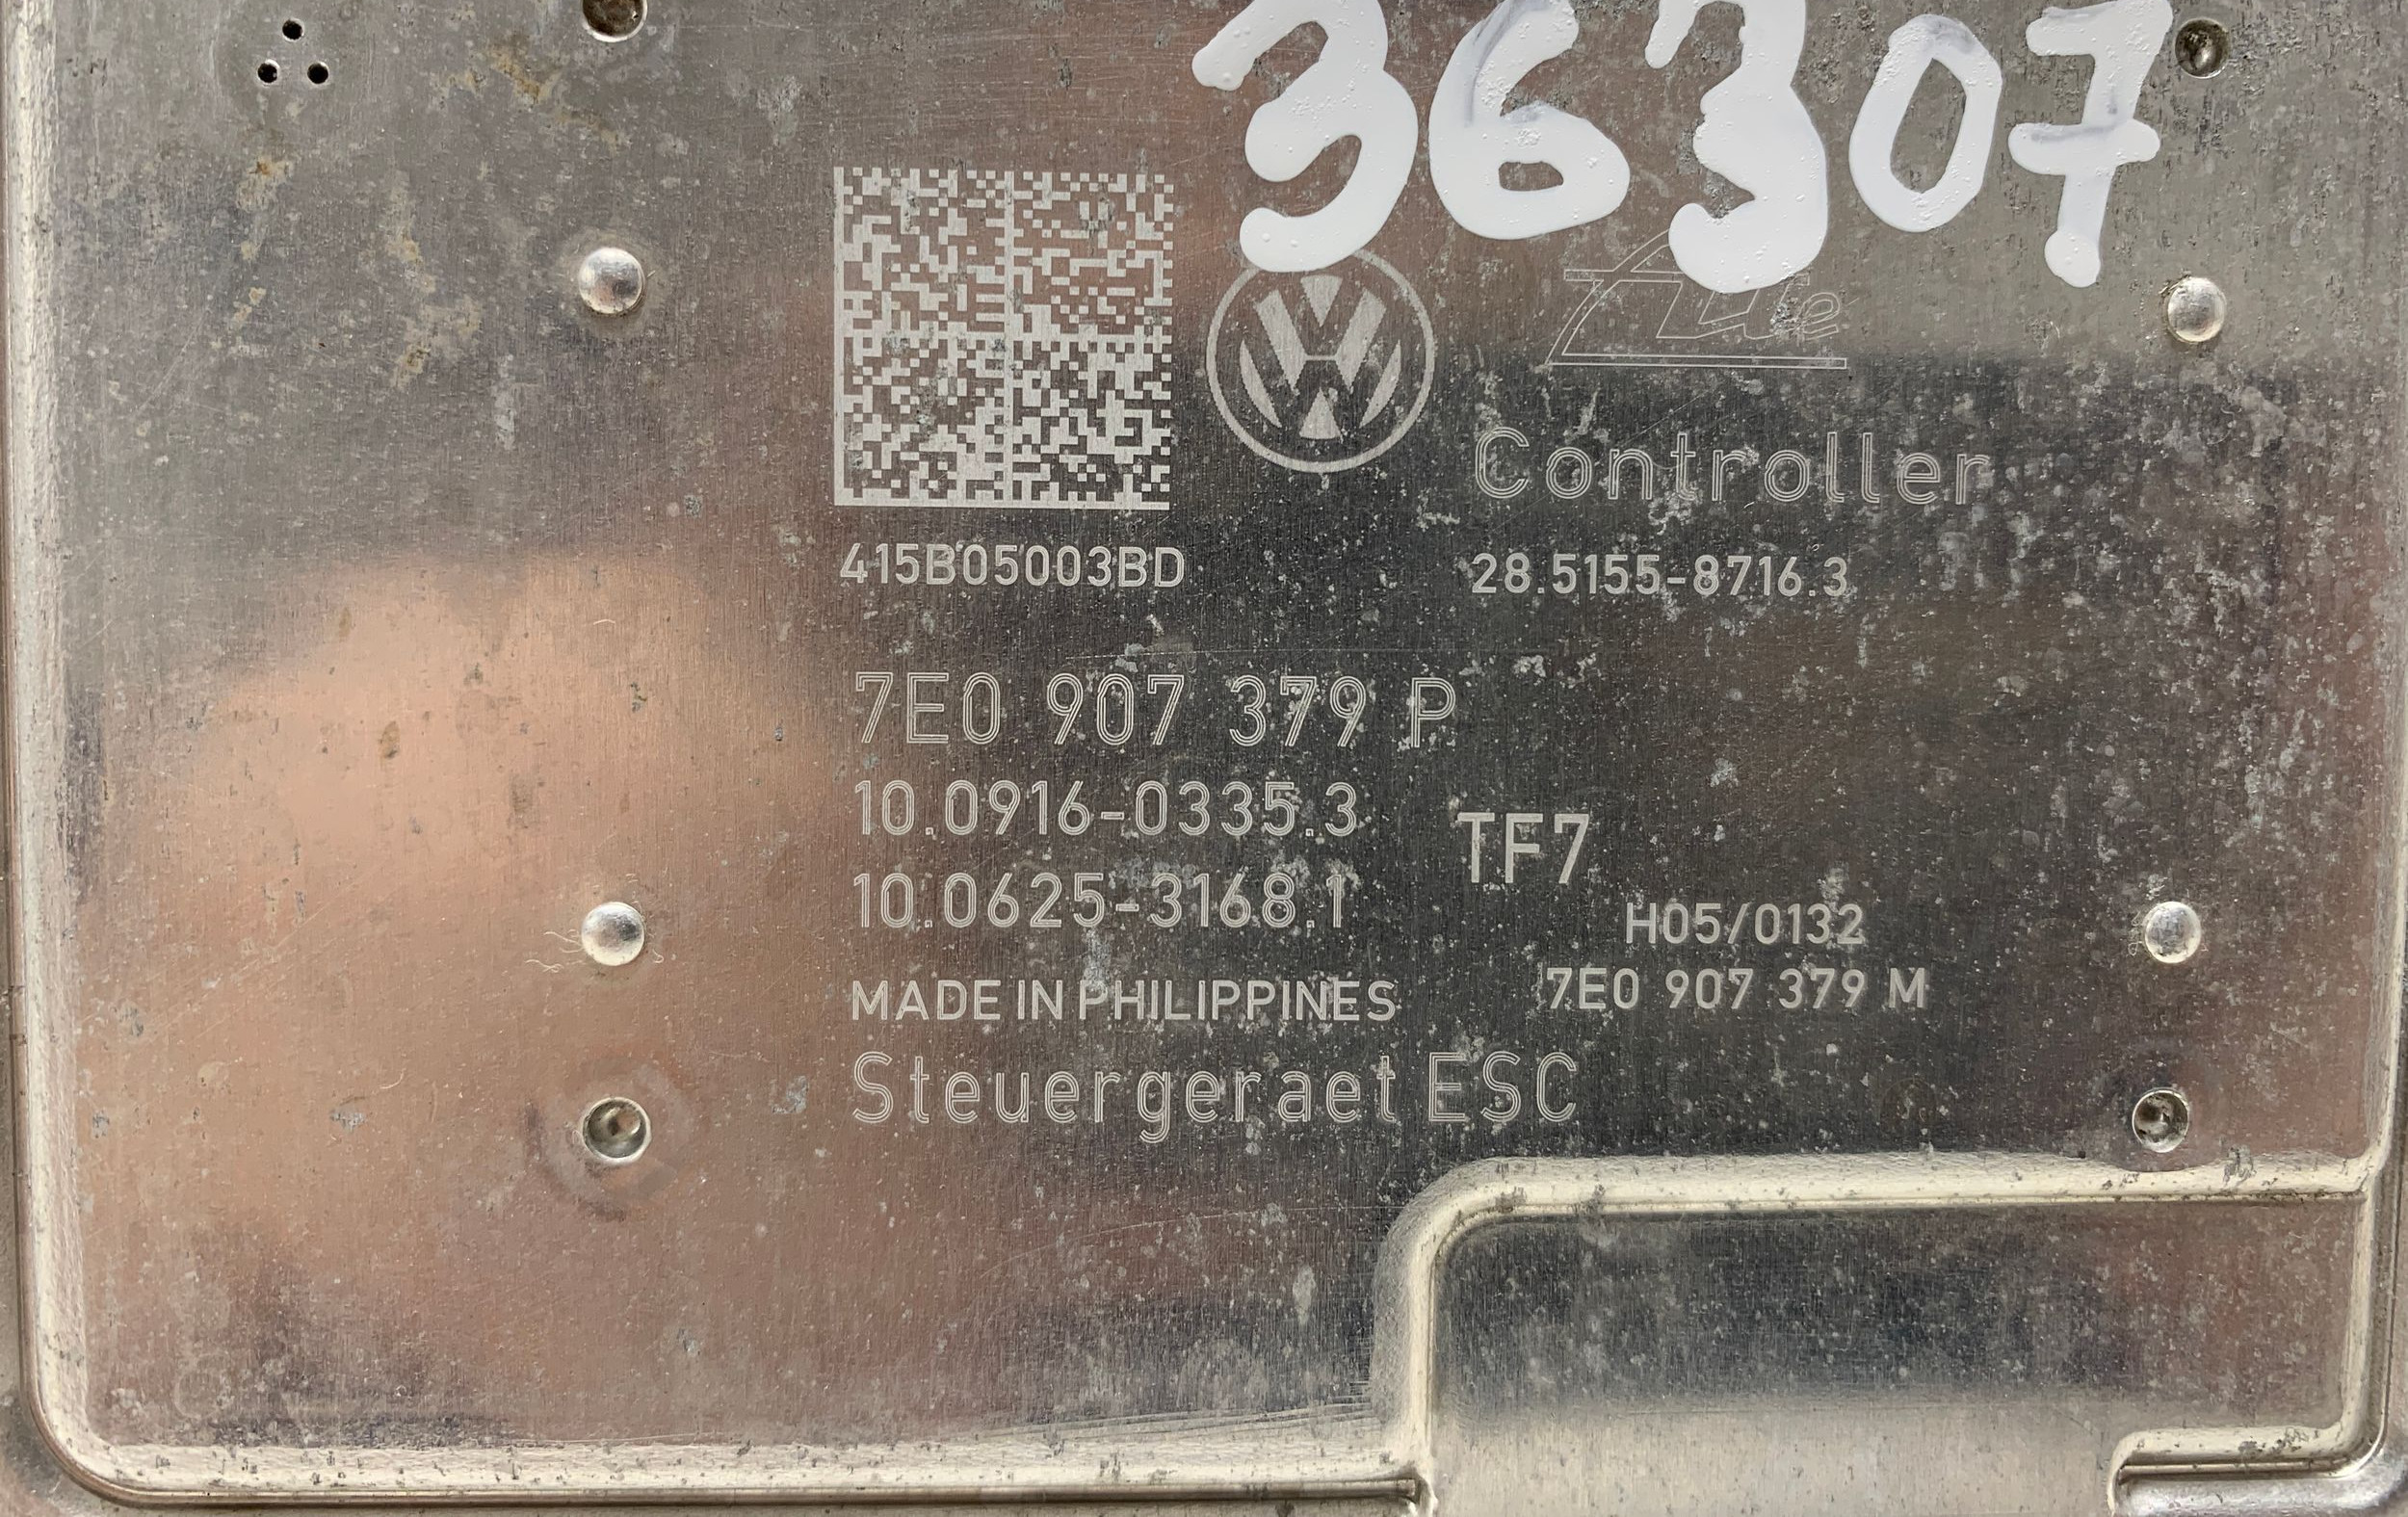 36307
Ate
Controller
415B05003BD
28.5155-8716.3
7E0 907 379 P
10.0916-0335.3
TF7
10.0625-3168.1
H05/0132
7E0 907 379 M
MADE IN PHILIPPINES
Steuergeraet ESC